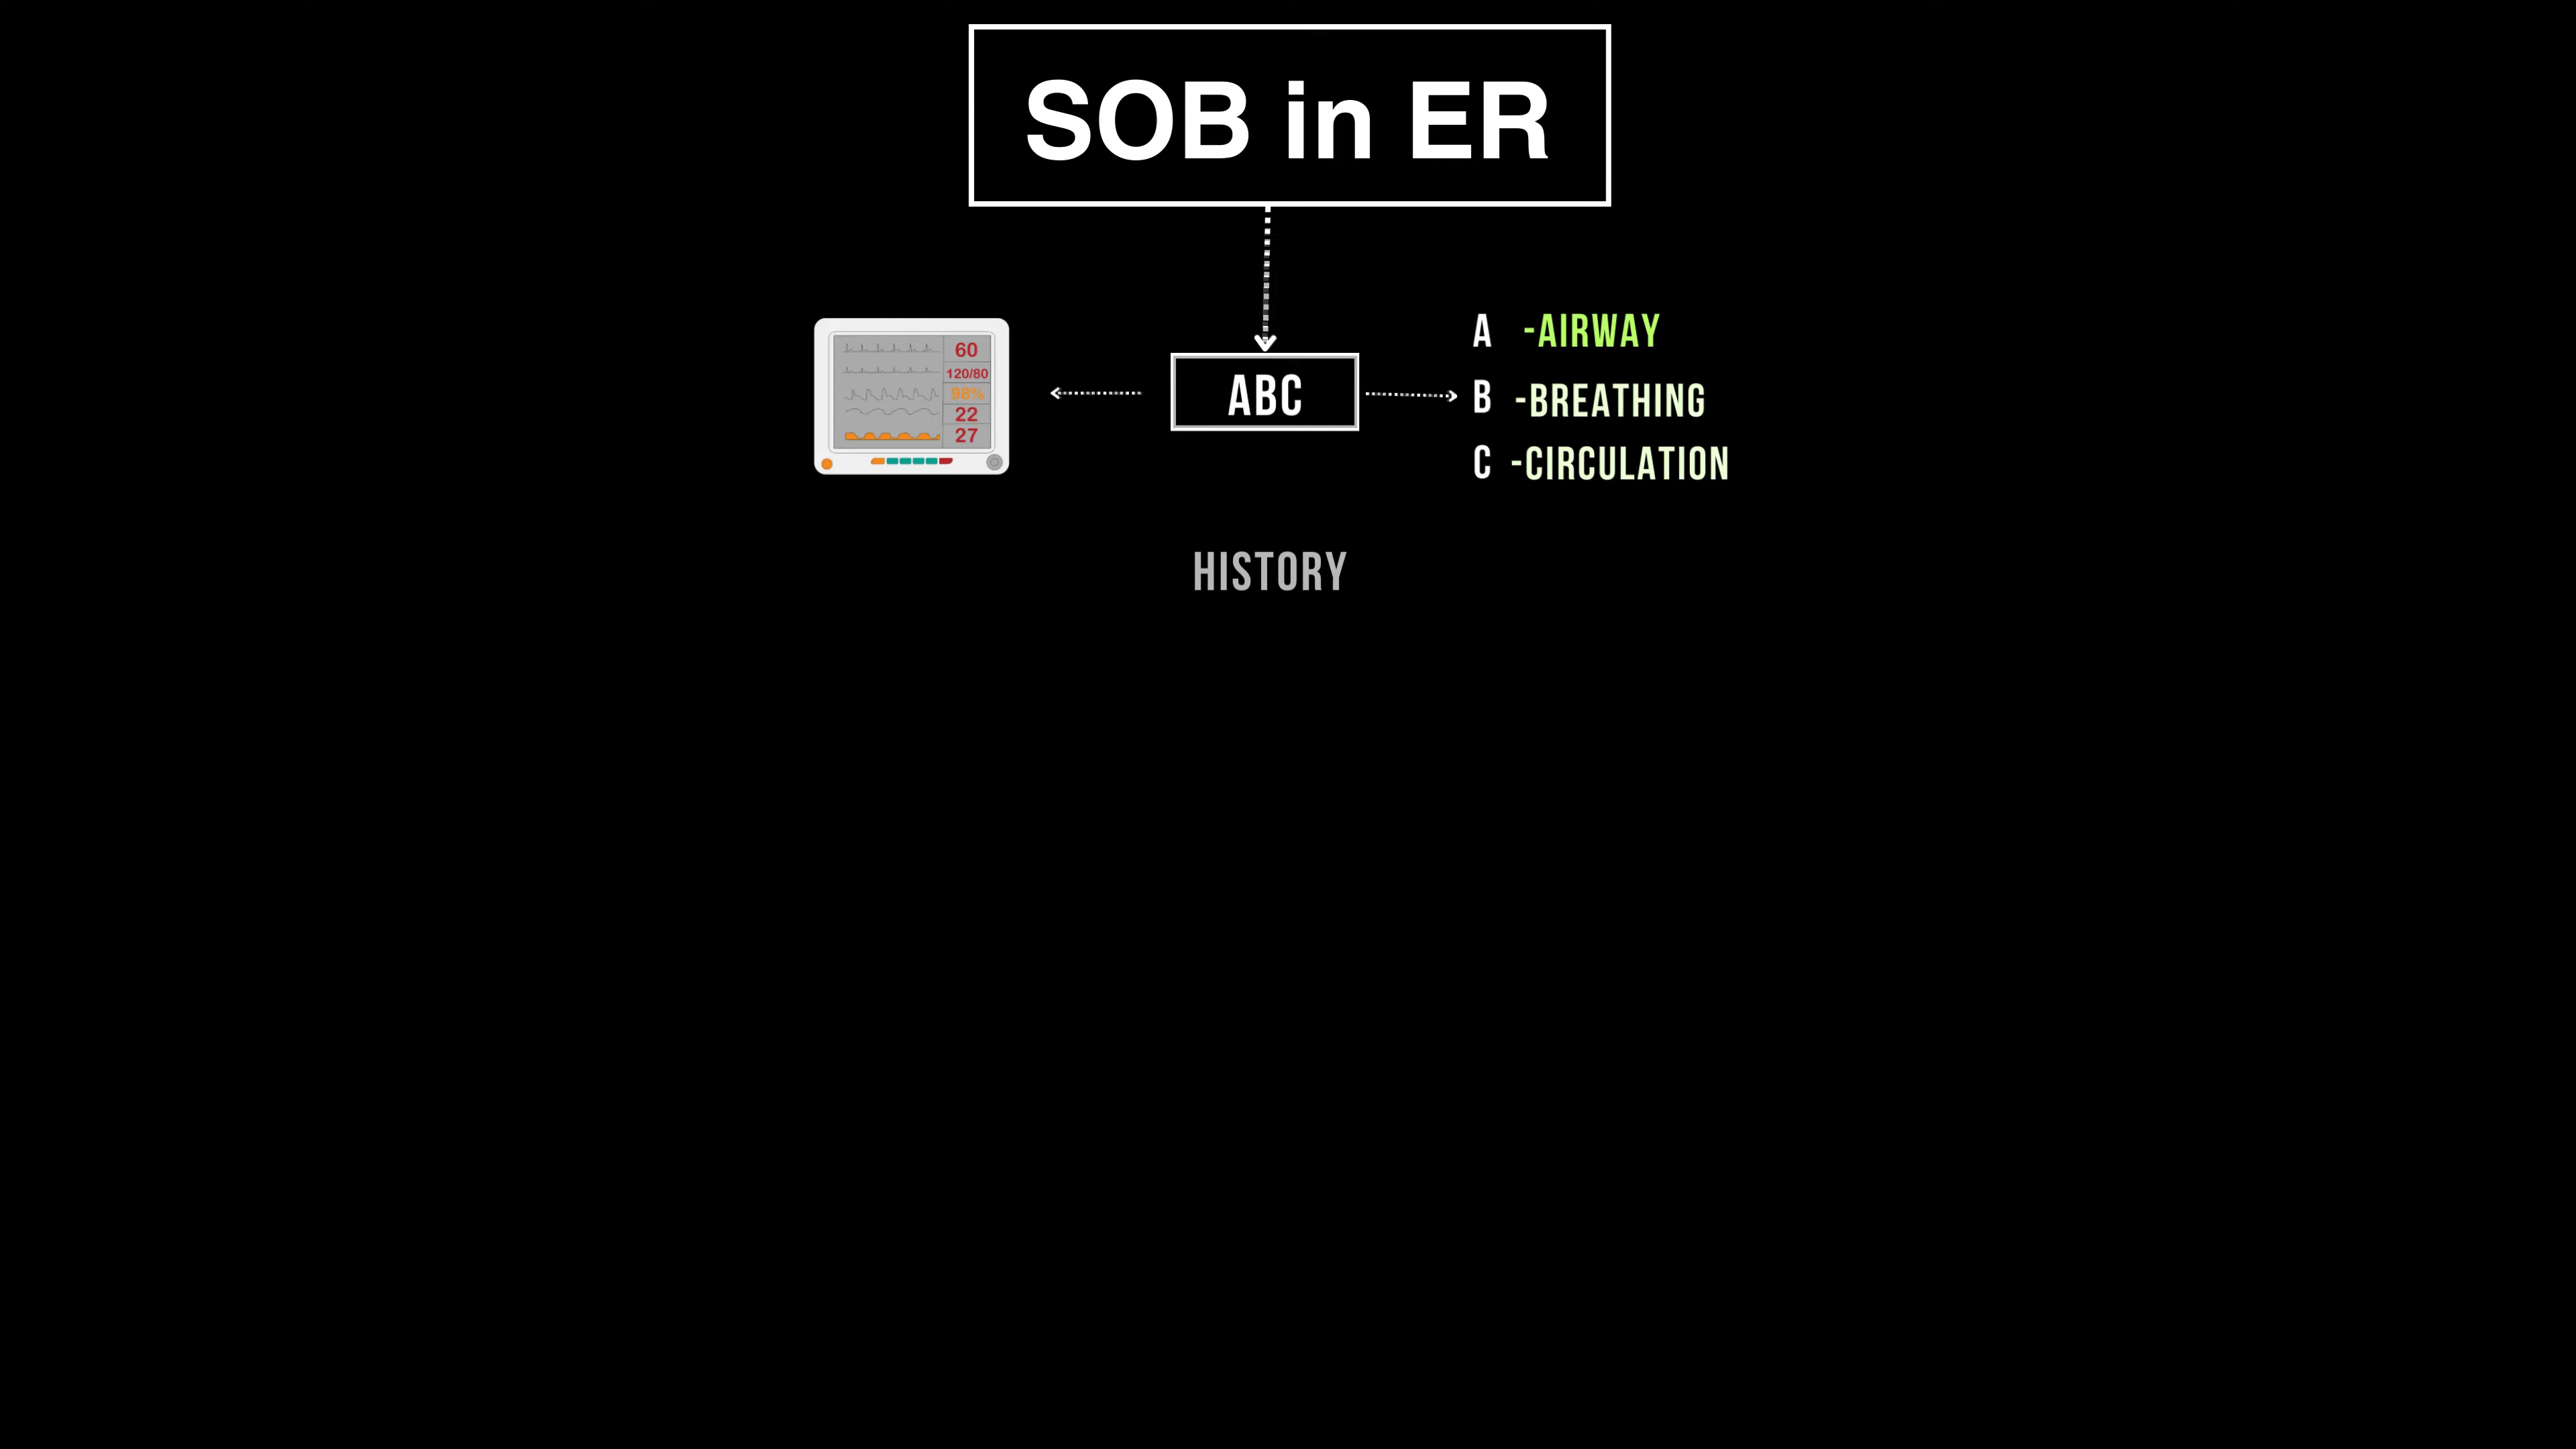 SOB in ER
60
120/80
98%
22
27
ABC
A -AIRWAY
B -BREATHING
C -CIRCULATION
HISTORY